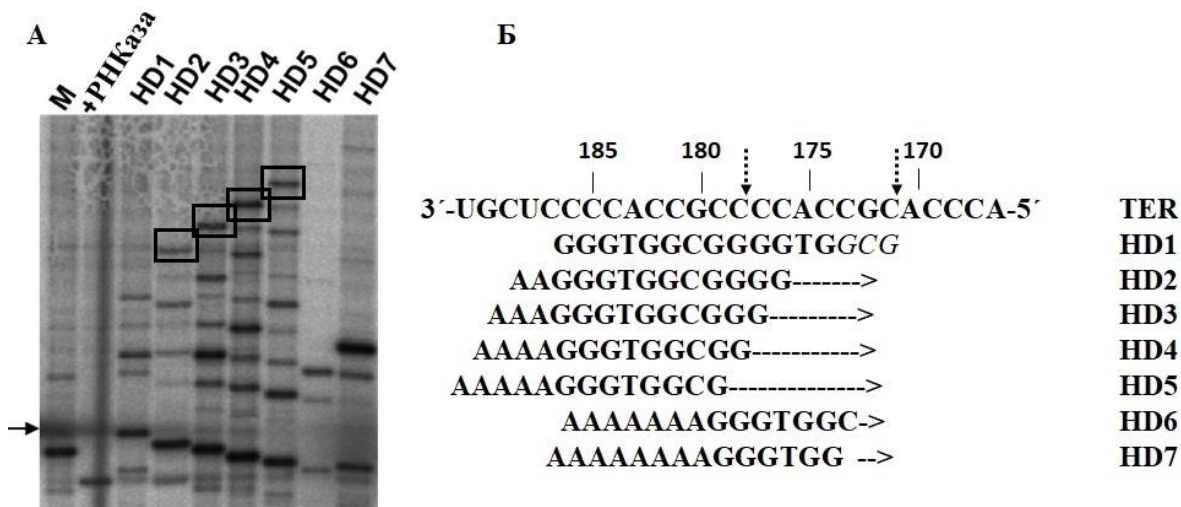 А
Б
M +РНКаза HD1 HD2 HD3 HD4 HD5 HD6 HD7
185 180 175 170
3´-UGCUCCCCACCGCCCCACCGCACCCA-5´ TER
GGGTGGCGGGGTGGCG HD1
AAGGGTGGCGGGG-------> HD2
AAAGGGTGGCGGG---------> HD3
AAAAGGGTGGCGG-----------> HD4
AAAAAGGGTGGCG--------------> HD5
AAAAAAAGGGTGGC-> HD6
AAAAAAAAGGGTGG --> HD7